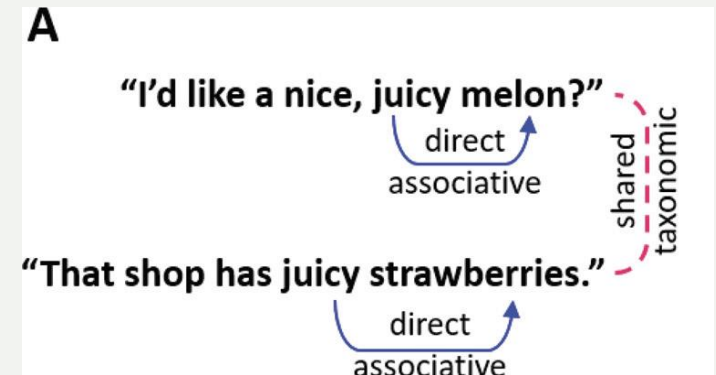 A
“I’d like a nice, juicy melon?”
direct
associative
shared
taxonomic
“That shop has juicy strawberries.”
direct
associative